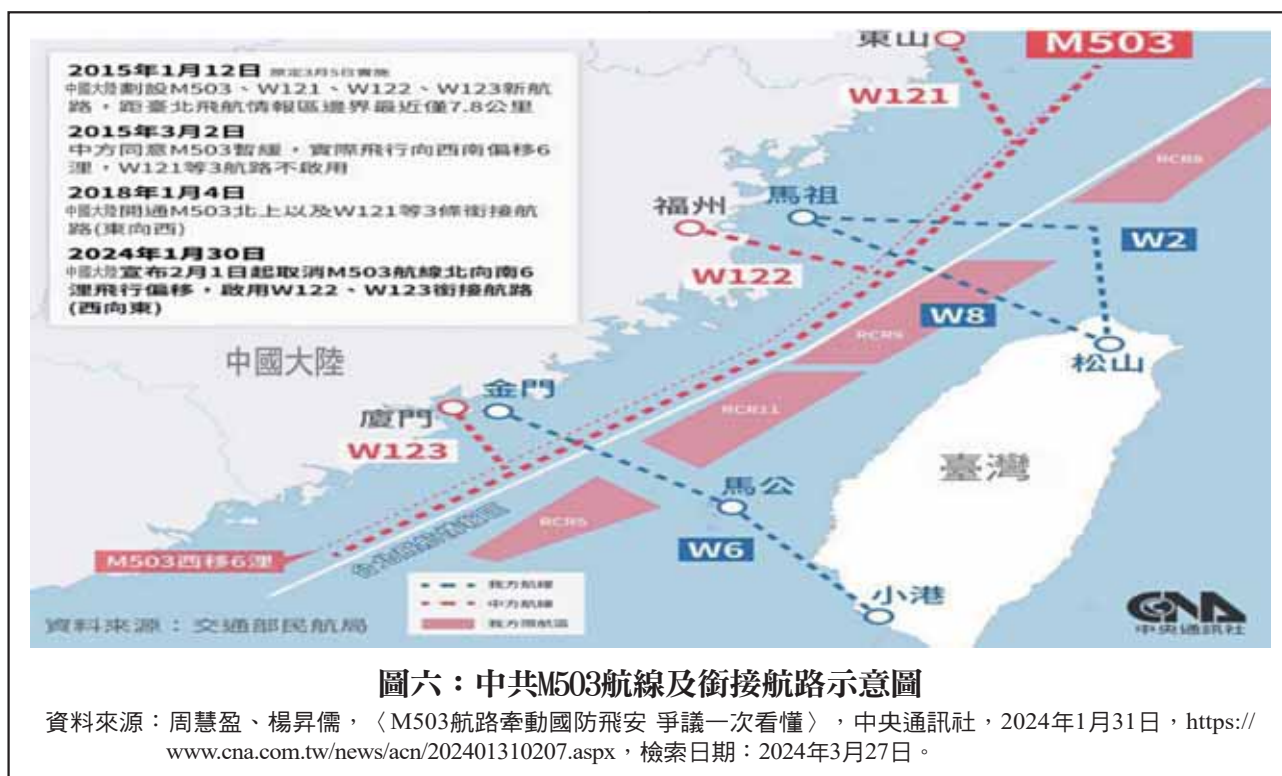 東山
M503
2015年1月12日 原定3月5日實施
中國大陸劃設M503、W121、W122、W123新航
路，距臺北飛航情報區邊界最近僅7.8公里
2015年3月2日
中方同意M503暫緩，實際飛行向西南偏移6
浬，W121等3航路不啟用
2018年1月4日
中國大陸開通M503北上以及W121等3條銜接航
路(東向西)
2024年1月30日
中國大陸宣布2月1日起取消M503航線北向南6
浬飛行偏移，啟用W122、W123銜接航路
(西向東)
W121
RCR8
馬祖
福州
W2
W122
W8
RCR9
松山
中國大陸
金門
廈門
RCR11
W123
臺灣
馬公
RCR5
W6
M503西移6浬
我方航線
中方航線
我方限航區
小港
CNA
中央通訊社
資料來源：交通部民航局
圖六：中共M503航線及銜接航路示意圖
資料來源：周慧盈、楊昇儒，〈M503航路牽動國防飛安 爭議一次看懂〉，中央通訊社，2024年1月31日，https://
www.cna.com.tw/news/acn/202401310207.aspx，檢索日期：2024年3月27日。